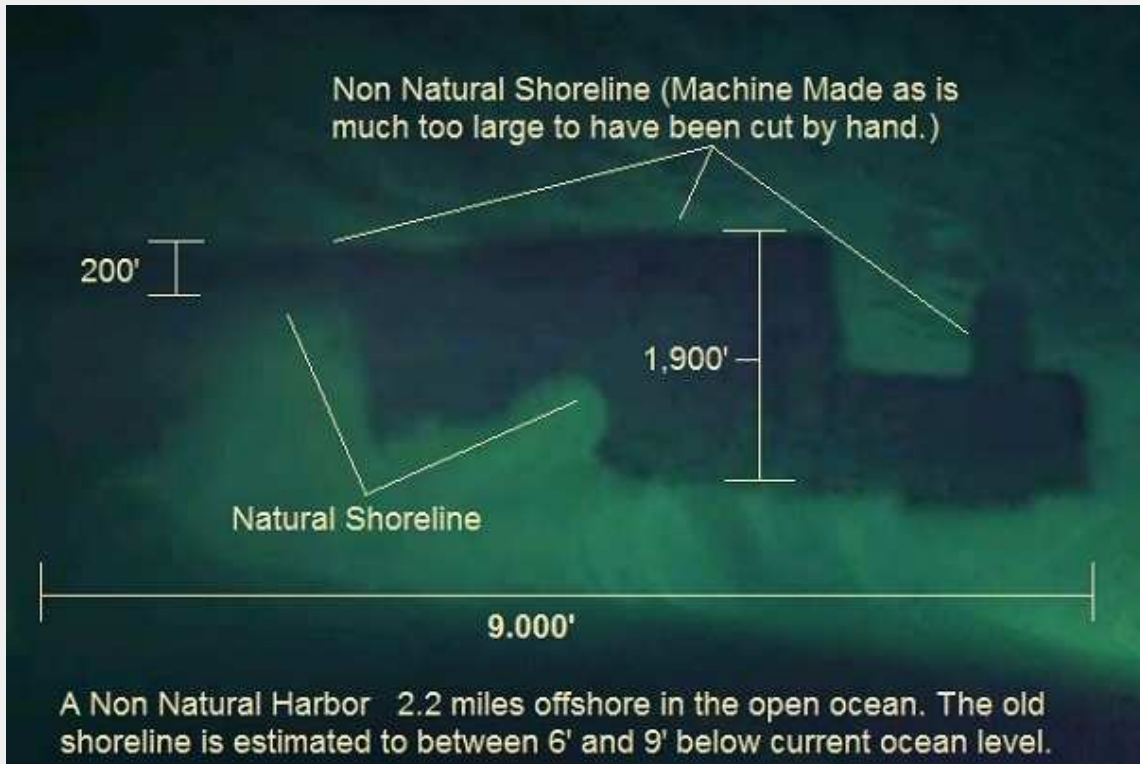 Non Natural Shoreline (Machine Made as is
much too large to have been cut by hand.)
200'
1,900'
Natural Shoreline
9.000'
A Non Natural Harbor 2.2 miles offshore in the open ocean. The old
shoreline is estimated to between 6' and 9' below current ocean level.